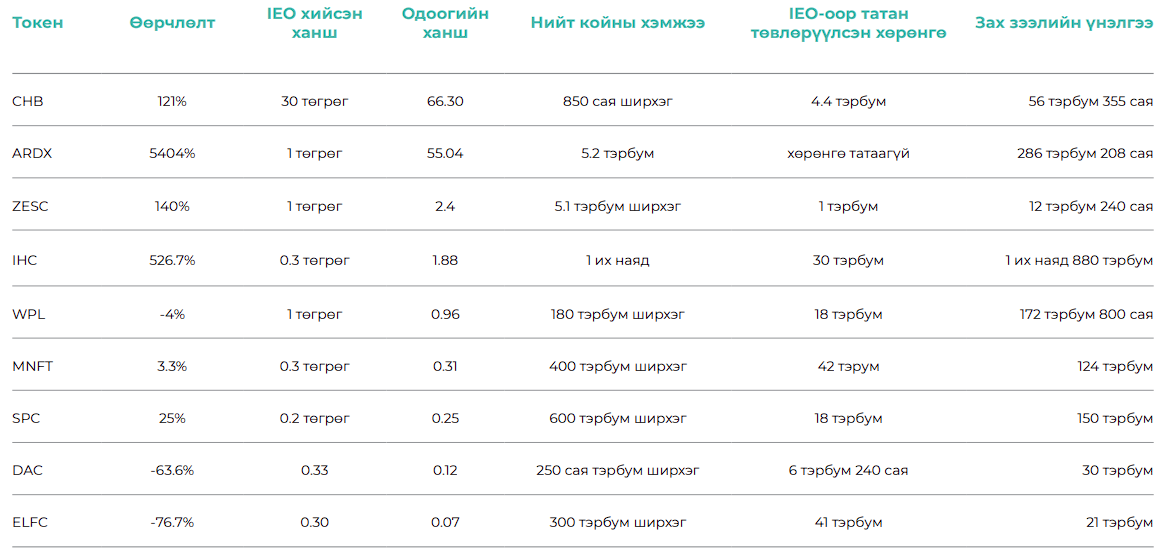 Токен Өөрчлөлт IEO хийсэн ханш Одоогийн ханш Нийт койны хэмжээ IEO-оор татан төвлөрүүлсэн хөрөнгө Зах зээлийн үнэлгээ
CHB 121% 30 төгрөг 66.30 850 сая ширхэг 4.4 тэрбум 56 тэрбум 355 сая
ARDX 5404% 1 төгрөг 55.04 5.2 тэрбум хөрөнгө татаагүй 286 тэрбум 208 сая
ZESC 140% 1 төгрөг 2.4 5.1 тэрбум ширхэг 1 тэрбум 12 тэрбум 240 сая
IHC 526.7% 0.3 төгрөг 1.88 1 их наяд 30 тэрбум 1 их наяд 880 тэрбум
WPL -4% 1 төгрөг 0.96 180 тэрбум ширхэг 18 тэрбум 172 тэрбум 800 сая
MNFT 3.3% 0.3 төгрөг 0.31 400 тэрбум ширхэг 42 тэрум 124 тэрбум
SPC 25% 0.2 төгрөг 0.25 600 тэрбум ширхэг 18 тэрбум 150 тэрбум
DAC -63.6% 0.33 0.12 250 сая тэрбум ширхэг 6 тэрбум 240 сая 30 тэрбум
ELFC -76.7% 0.30 0.07 300 тэрбум ширхэг 41 тэрбум 21 тэрбум